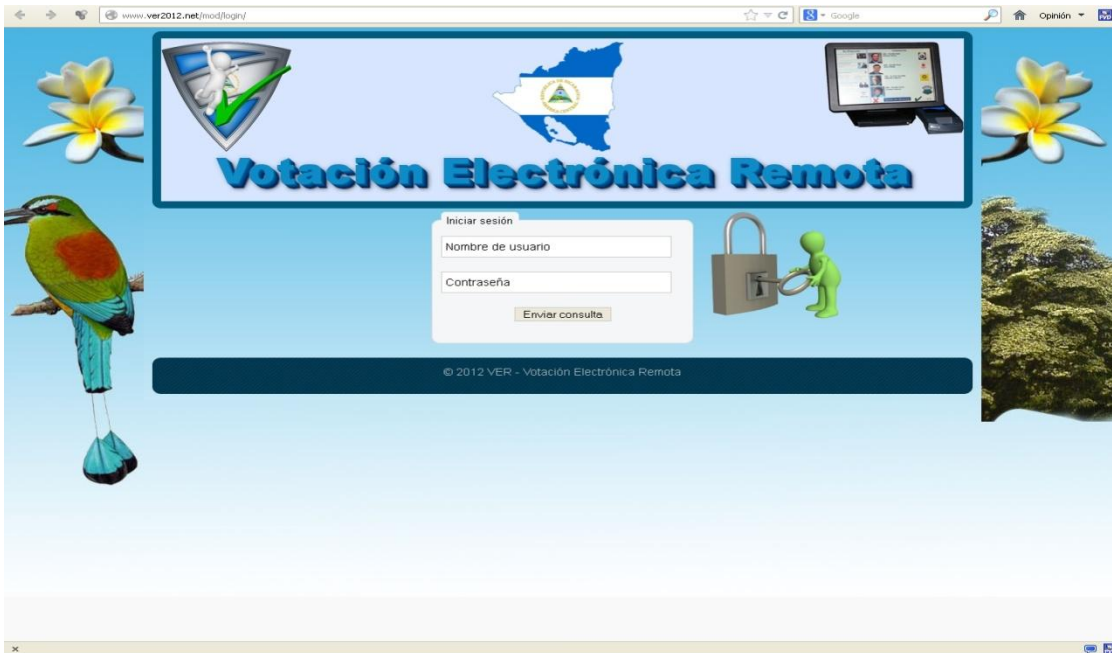 www.ver2012.net/mod/login/
Google
Opinión
Votación Electrónica Remota
Iniciar sesión
Nombre de usuario
Contraseña
Enviar consulta
© 2012 VER - Votación Electrónica Remota